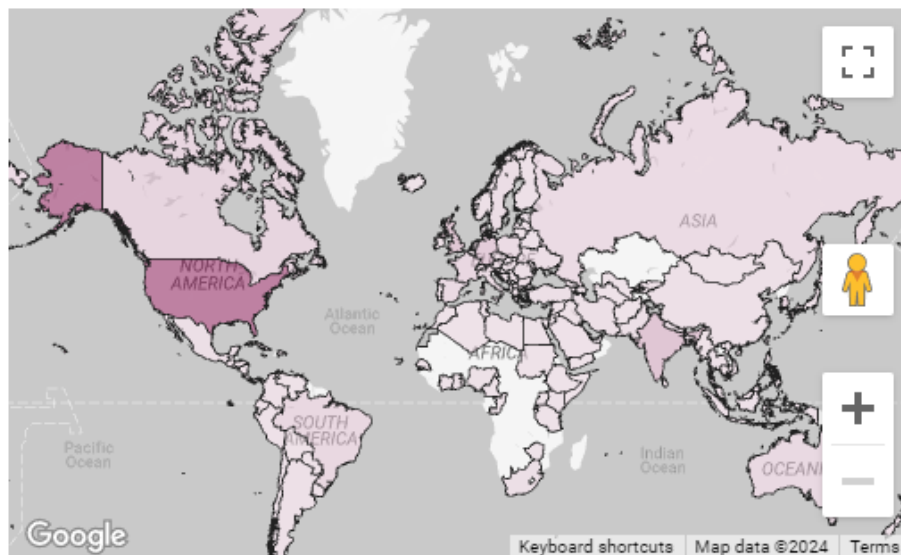 ASIA
NORTH
AMERICA
Atlantic
Ocean
AFRICA
SOUTH
AMERICA
Pacific
Ocean
Indian
Ocean
Google
Keyboard shortcuts
Map data ©2024
Terms